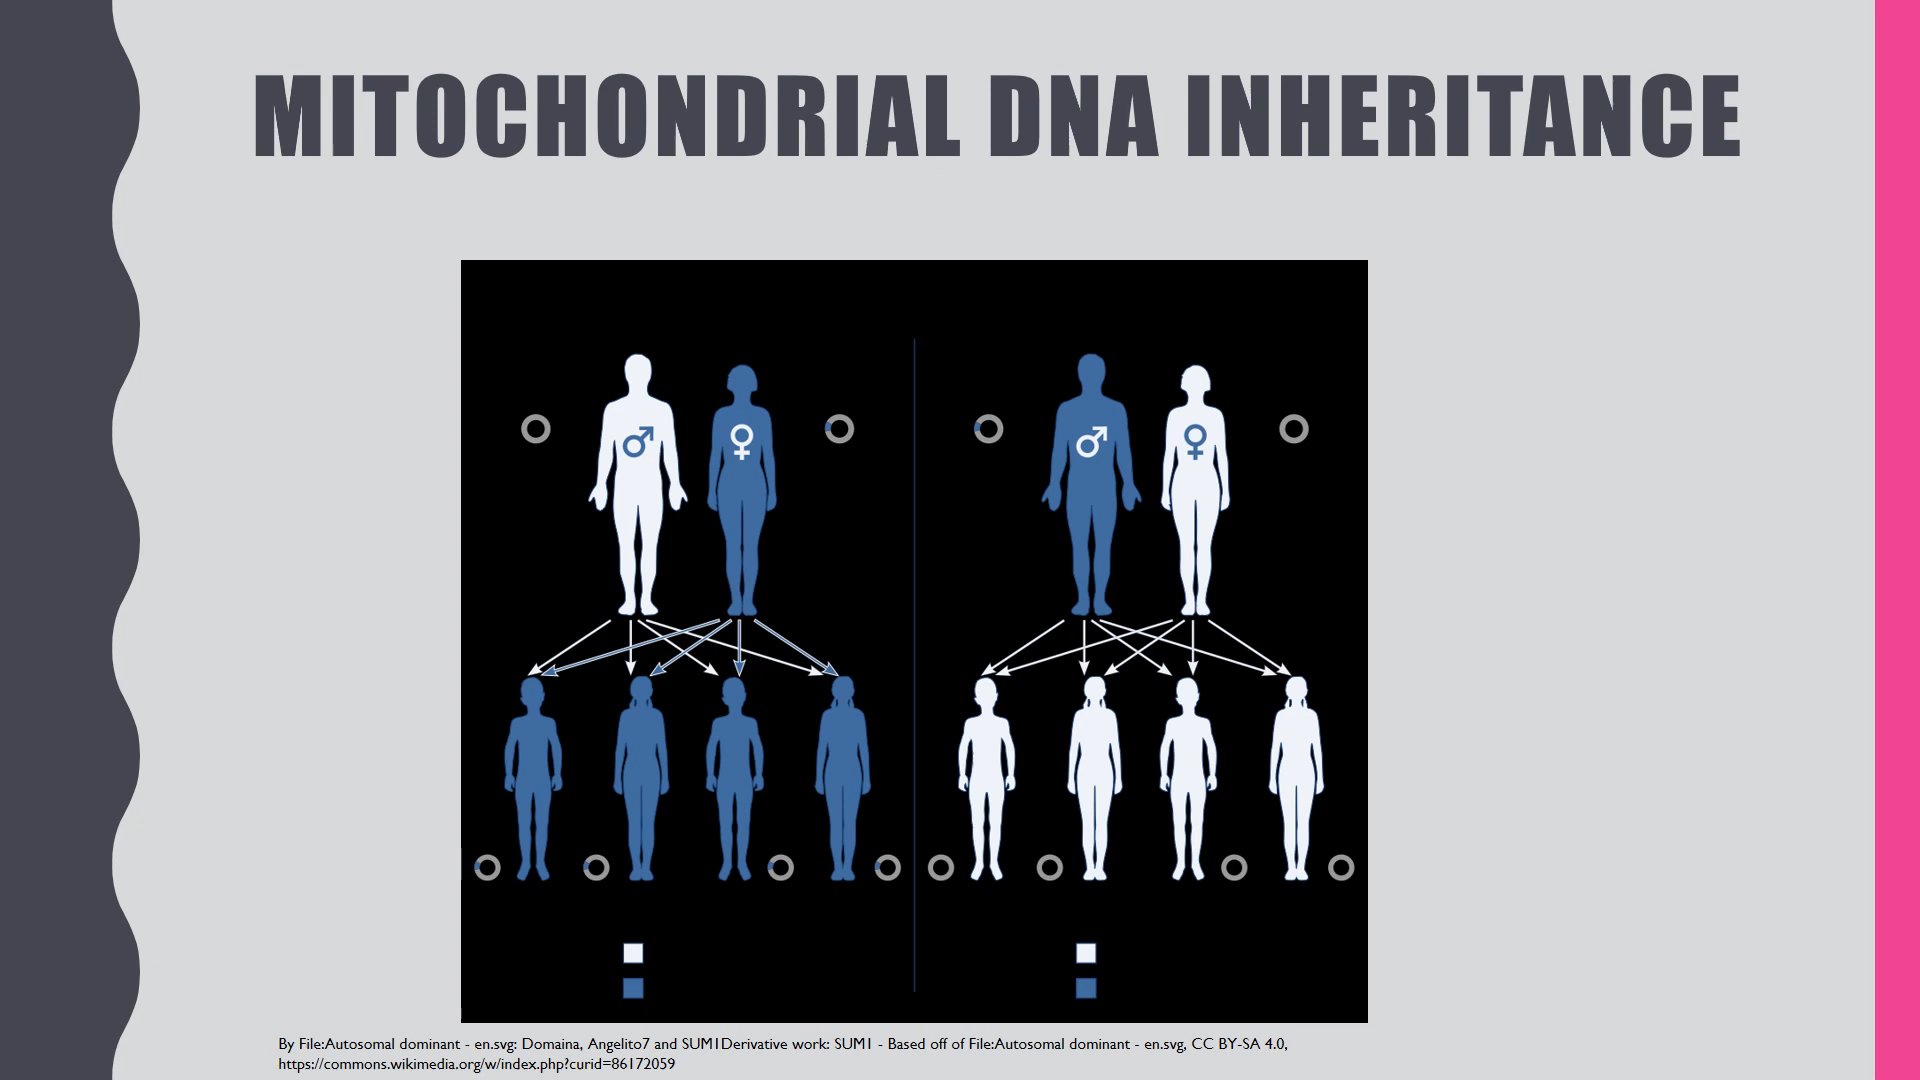 MITOCHONDRIAL DNA INHERITANCE
By File:Autosomal dominant - en.svg: Domaina, Angelito7 and SUM1Derivative work: SUM1 - Based off of File:Autosomal dominant - en.svg, CC BY-SA 4.0,
https://commons.wikimedia.org/w/index.php?curid=86172059